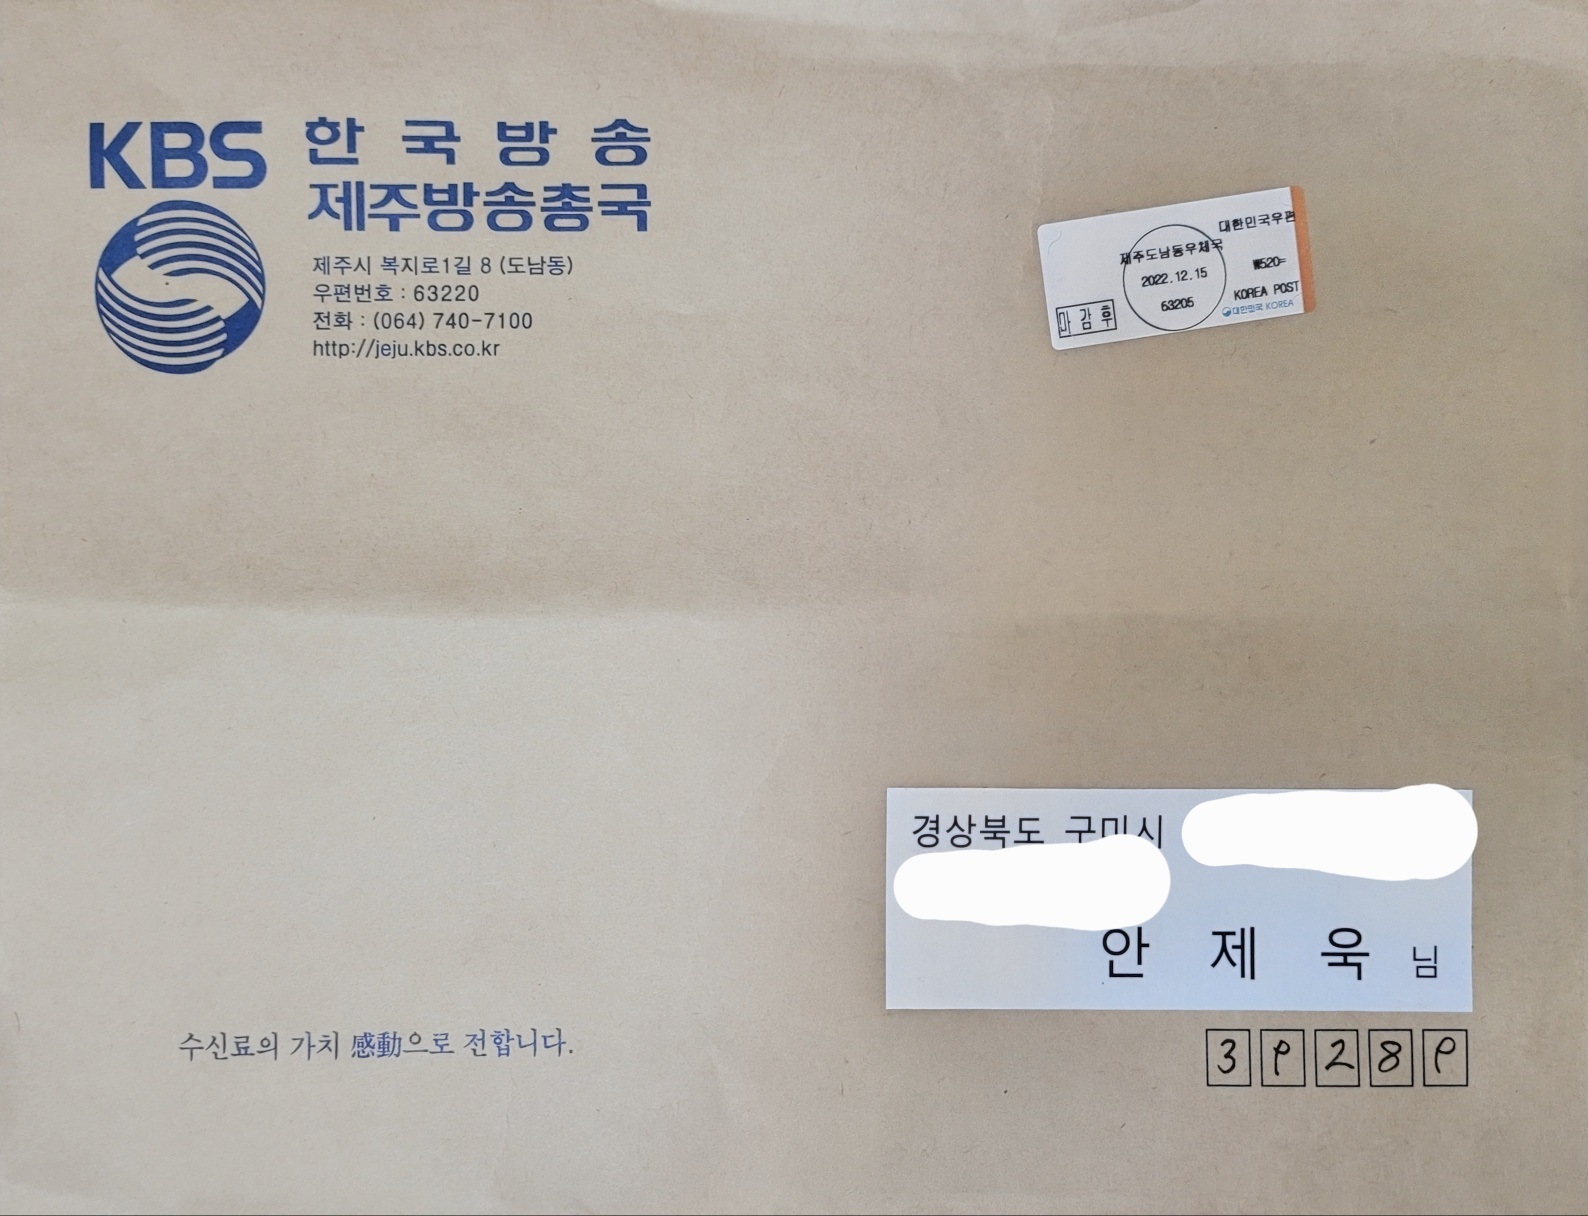 KBS 한국방송
제주방송총국
제주시 복지로1길 8 (도남동)
우편번호 : 63220
전화 : (064) 740-7100
http://jeju.kbs.co.kr
대한민국우편
제주도남동우체국
2022.12.15
₩520=
63205
KOREA POST
마감후
대한민국 KOREA
경상북도 구미시
안 제 욱 님
수신료의 가치 感動으로 전합니다.
39289